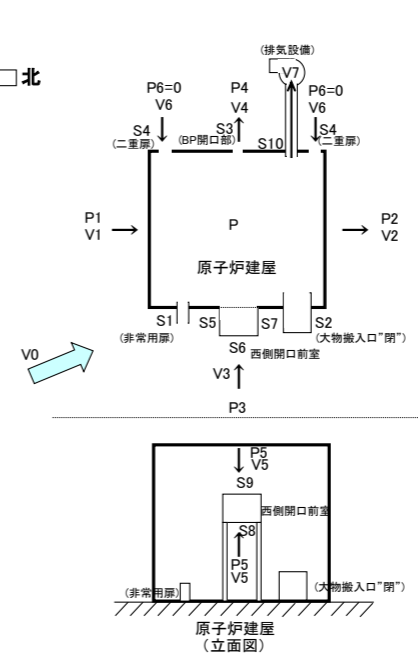 北
(排気設備)
V7
P6=0
V6
S4
(二重扉)
P4
V4
S3
(BP開口部)
S10
P6=0
V6
S4
(二重扉)
P1
V1
P
P2
V2
原子炉建屋
S1
(非常用扉)
S5
S7
S2
(大物搬入口"閉")
S6
西側開口前室
V0
V3
P3
P5
V5
S9
西側開口前室
S8
P5
V5
(非常用扉)
(大物搬入口"閉")
原子炉建屋
(立面図)